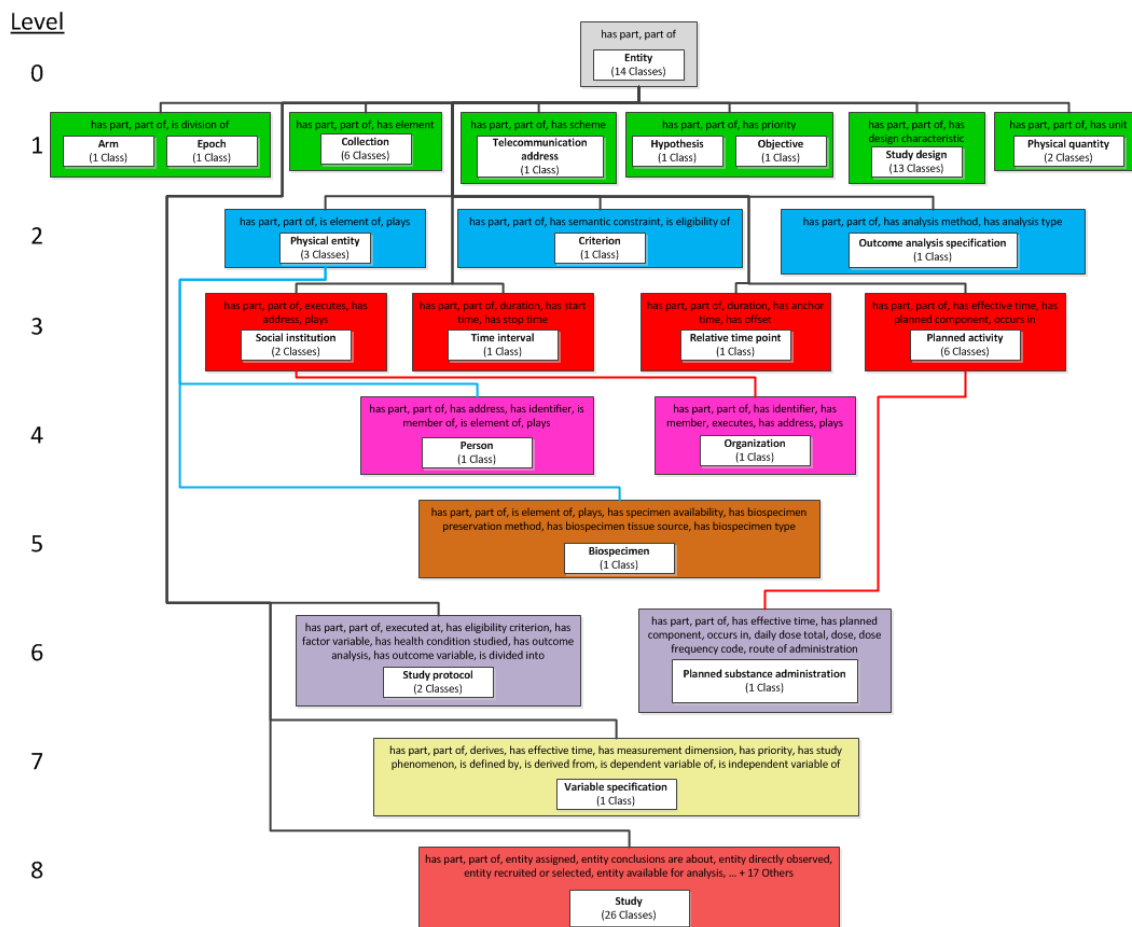 Level
0
has part, part of
Entity
(14 Classes)
1
has part, part of, is division of
Arm
(1 Class)
Epoch
(1 Class)
has part, part of, has element
Collection
(6 Classes)
has part, part of, has scheme
Telecommunication
address
(1 Class)
has part, part of, has priority
Hypothesis
(1 Class)
Objective
(1 Class)
has part, part of, has
design characteristic
Study design
(13 Classes)
has part, part of, has unit
Physical quantity
(2 Classes)
2
has part, part of, is element of, plays
Physical entity
(3 Classes)
has part, part of, has semantic constraint, is eligibility of
Criterion
(1 Class)
has part, part of, has analysis method, has analysis type
Outcome analysis specification
(1 Class)
3
has part, part of, executes, has
address, plays
Social institution
(2 Classes)
has part, part of, duration, has start
time, has stop time
Time interval
(1 Class)
has part, part of, duration, has anchor
time, has offset
Relative time point
(1 Class)
has part, part of, has effective time, has
planned component, occurs in
Planned activity
(6 Classes)
4
has part, part of, has address, has identifier, is
member of, is element of, plays
Person
(1 Class)
has part, part of, has identifier, has
member, executes, has address, plays
Organization
(1 Class)
5
has part, part of, is element of, plays, has specimen availability, has biospecimen
preservation method, has biospecimen tissue source, has biospecimen type
Biospecimen
(1 Class)
6
has part, part of, executed at, has eligibility criterion, has
factor variable, has health condition studied, has outcome
analysis, has outcome variable, is divided into
Study protocol
(2 Classes)
has part, part of, has effective time, has planned
component, occurs in, daily dose total, dose, dose
frequency code, route of administration
Planned substance administration
(1 Class)
7
has part, part of, derives, has effective time, has measurement dimension, has priority, has study
phenomenon, is defined by, is derived from, is dependent variable of, is independent variable of
Variable specification
(1 Class)
8
has part, part of, entity assigned, entity conclusions are about, entity directly observed,
entity recruited or selected, entity available for analysis, ... + 17 Others
Study
(26 Classes)